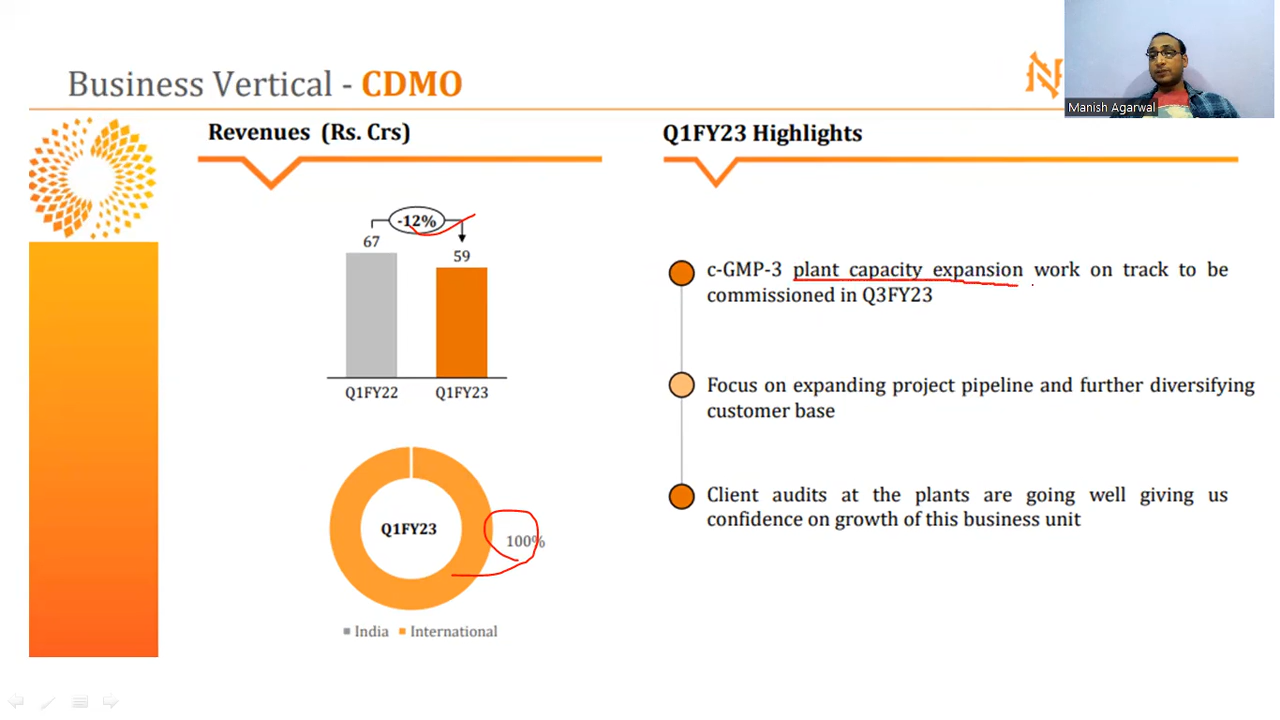 Business Vertical - CDMO
Manish Agarwal
Revenues (Rs. Crs)
-12%
67
59
Q1FY22
Q1FY23
Q1FY23
100%
India
International
Q1FY23 Highlights
c-GMP-3 plant capacity expansion work on track to be
commissioned in Q3FY23
Focus on expanding project pipeline and further diversifying
customer base
Client audits at the plants are going well giving us
confidence on growth of this business unit